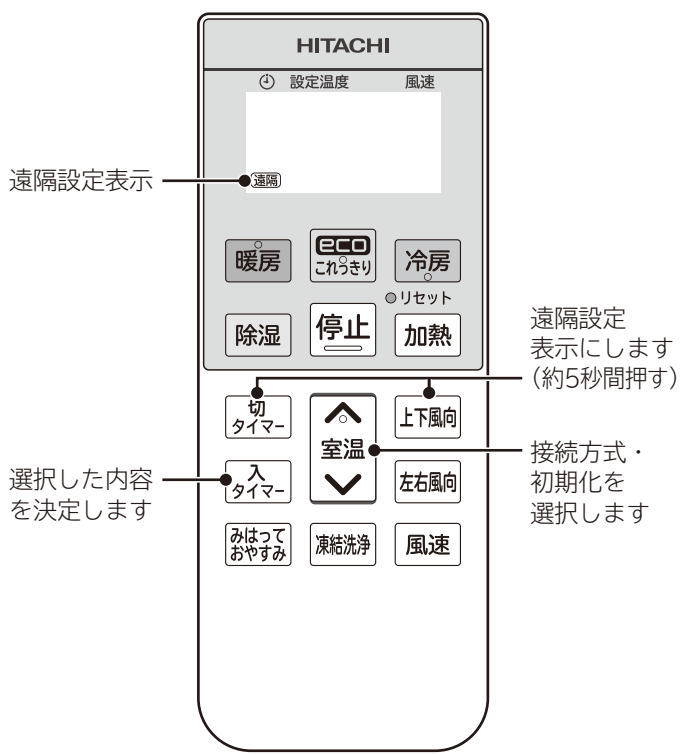 HITACHI
設定温度 風速
遠隔設定表示
遠隔
暖房
eco
これっきり
冷房
リセット
除湿
停止
加熱
遠隔設定
表示にします
(約5秒間押す)
切
タイマー
室温
上下風向
選択した内容
を決定します
入
タイマー
左右風向
接続方式・
初期化を
選択します
みはって
おやすみ
凍結洗浄
風速